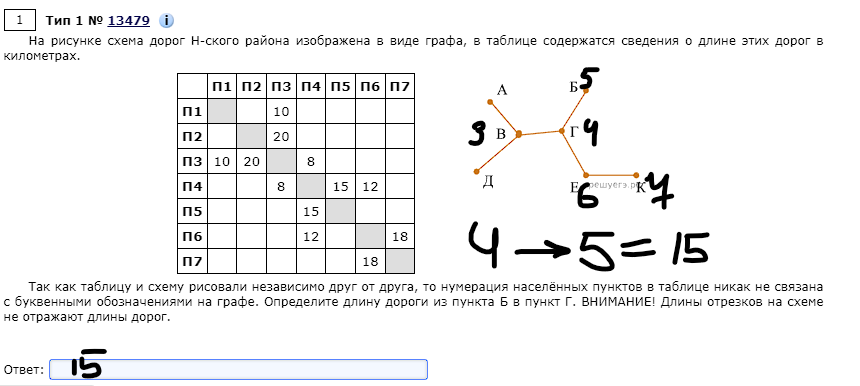 1 Тип 1 № 13479 i
На рисунке схема дорог Н-ского района изображена в виде графа, в таблице содержатся сведения о длине этих дорог в
километрах.
П1 П2 П3 П4 П5 П6 П7
П1 10
П2 20
П3 10 20 8
П4 8 15 12
П5 15
П6 12 18
П7 18
А
Б 5
3 В
Г 4
Д
Е 6
решуегэ.рф
К 7
4 → 5 = 15
Так как таблицу и схему рисовали независимо друг от друга, то нумерация населённых пунктов в таблице никак не связана
с буквенными обозначениями на графе. Определите длину дороги из пункта Б в пункт Г. ВНИМАНИЕ! Длины отрезков на схеме
не отражают длины дорог.
Ответ: 15